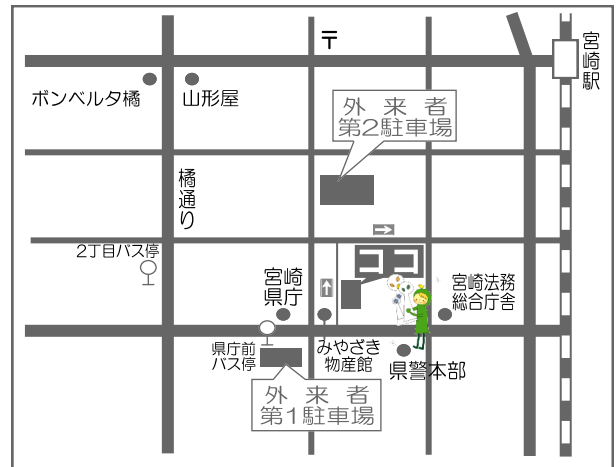 〒
宮崎駅
ボンベルタ橘
山形屋
外来者
第2駐車場
橘通り
2丁目バス停
宮崎
県庁
宮崎法務
総合庁舎
県庁前
バス停
みやざき
物産館
県警本部
外来者
第1駐車場